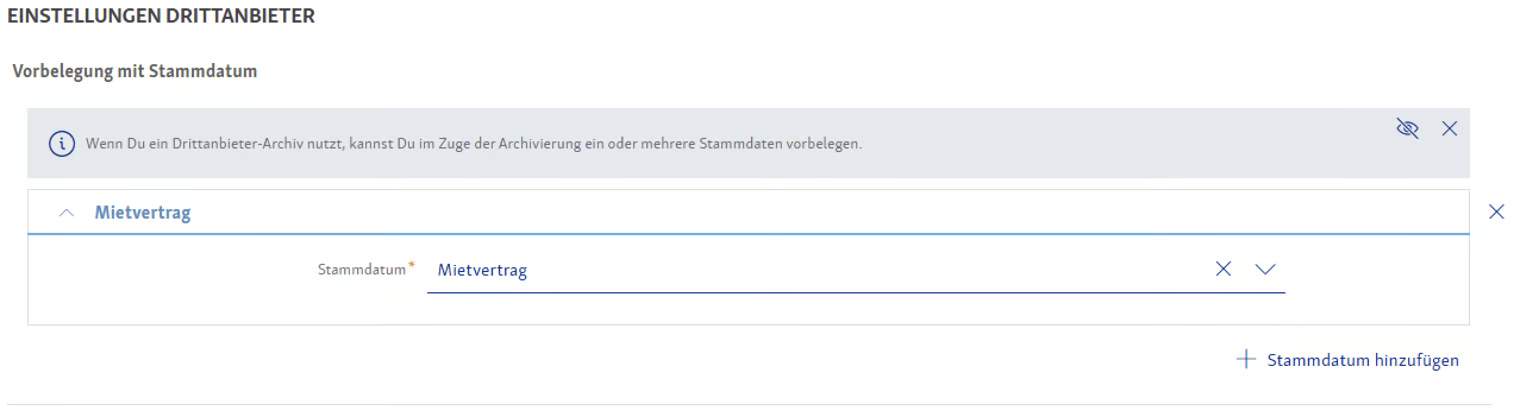 EINSTELLUNGEN DRITTANBIETER
Vorbelegung mit Stammdatum
Wenn Du ein Drittanbieter-Archiv nutzt, kannst Du im Zuge der Archivierung ein oder mehrere Stammdaten vorbelegen.
Mietvertrag
Stammdatum* Mietvertrag
Stammdatum hinzufügen